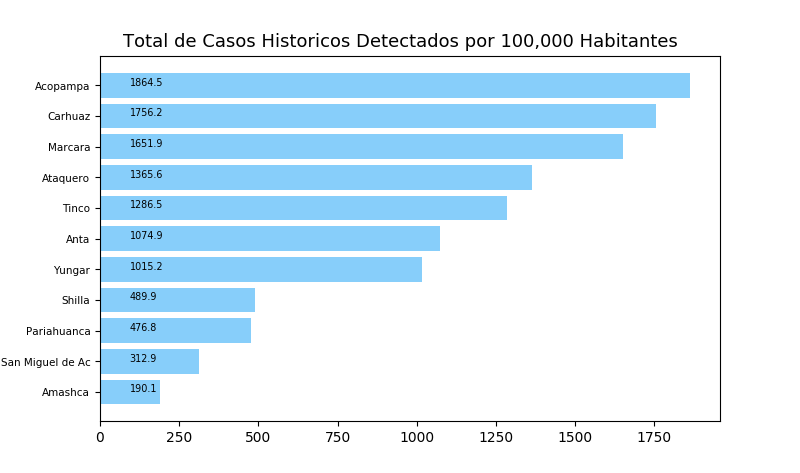 Total de Casos Historicos Detectados por 100,000 Habitantes
Acopampa 1864.5
Carhuaz 1756.2
Marcara 1651.9
Ataquero 1365.6
Tinco 1286.5
Anta 1074.9
Yungar 1015.2
Shilla 489.9
Pariahuanca 476.8
San Miguel de Ac 312.9
Amashca 190.1
0 250 500 750 1000 1250 1500 1750